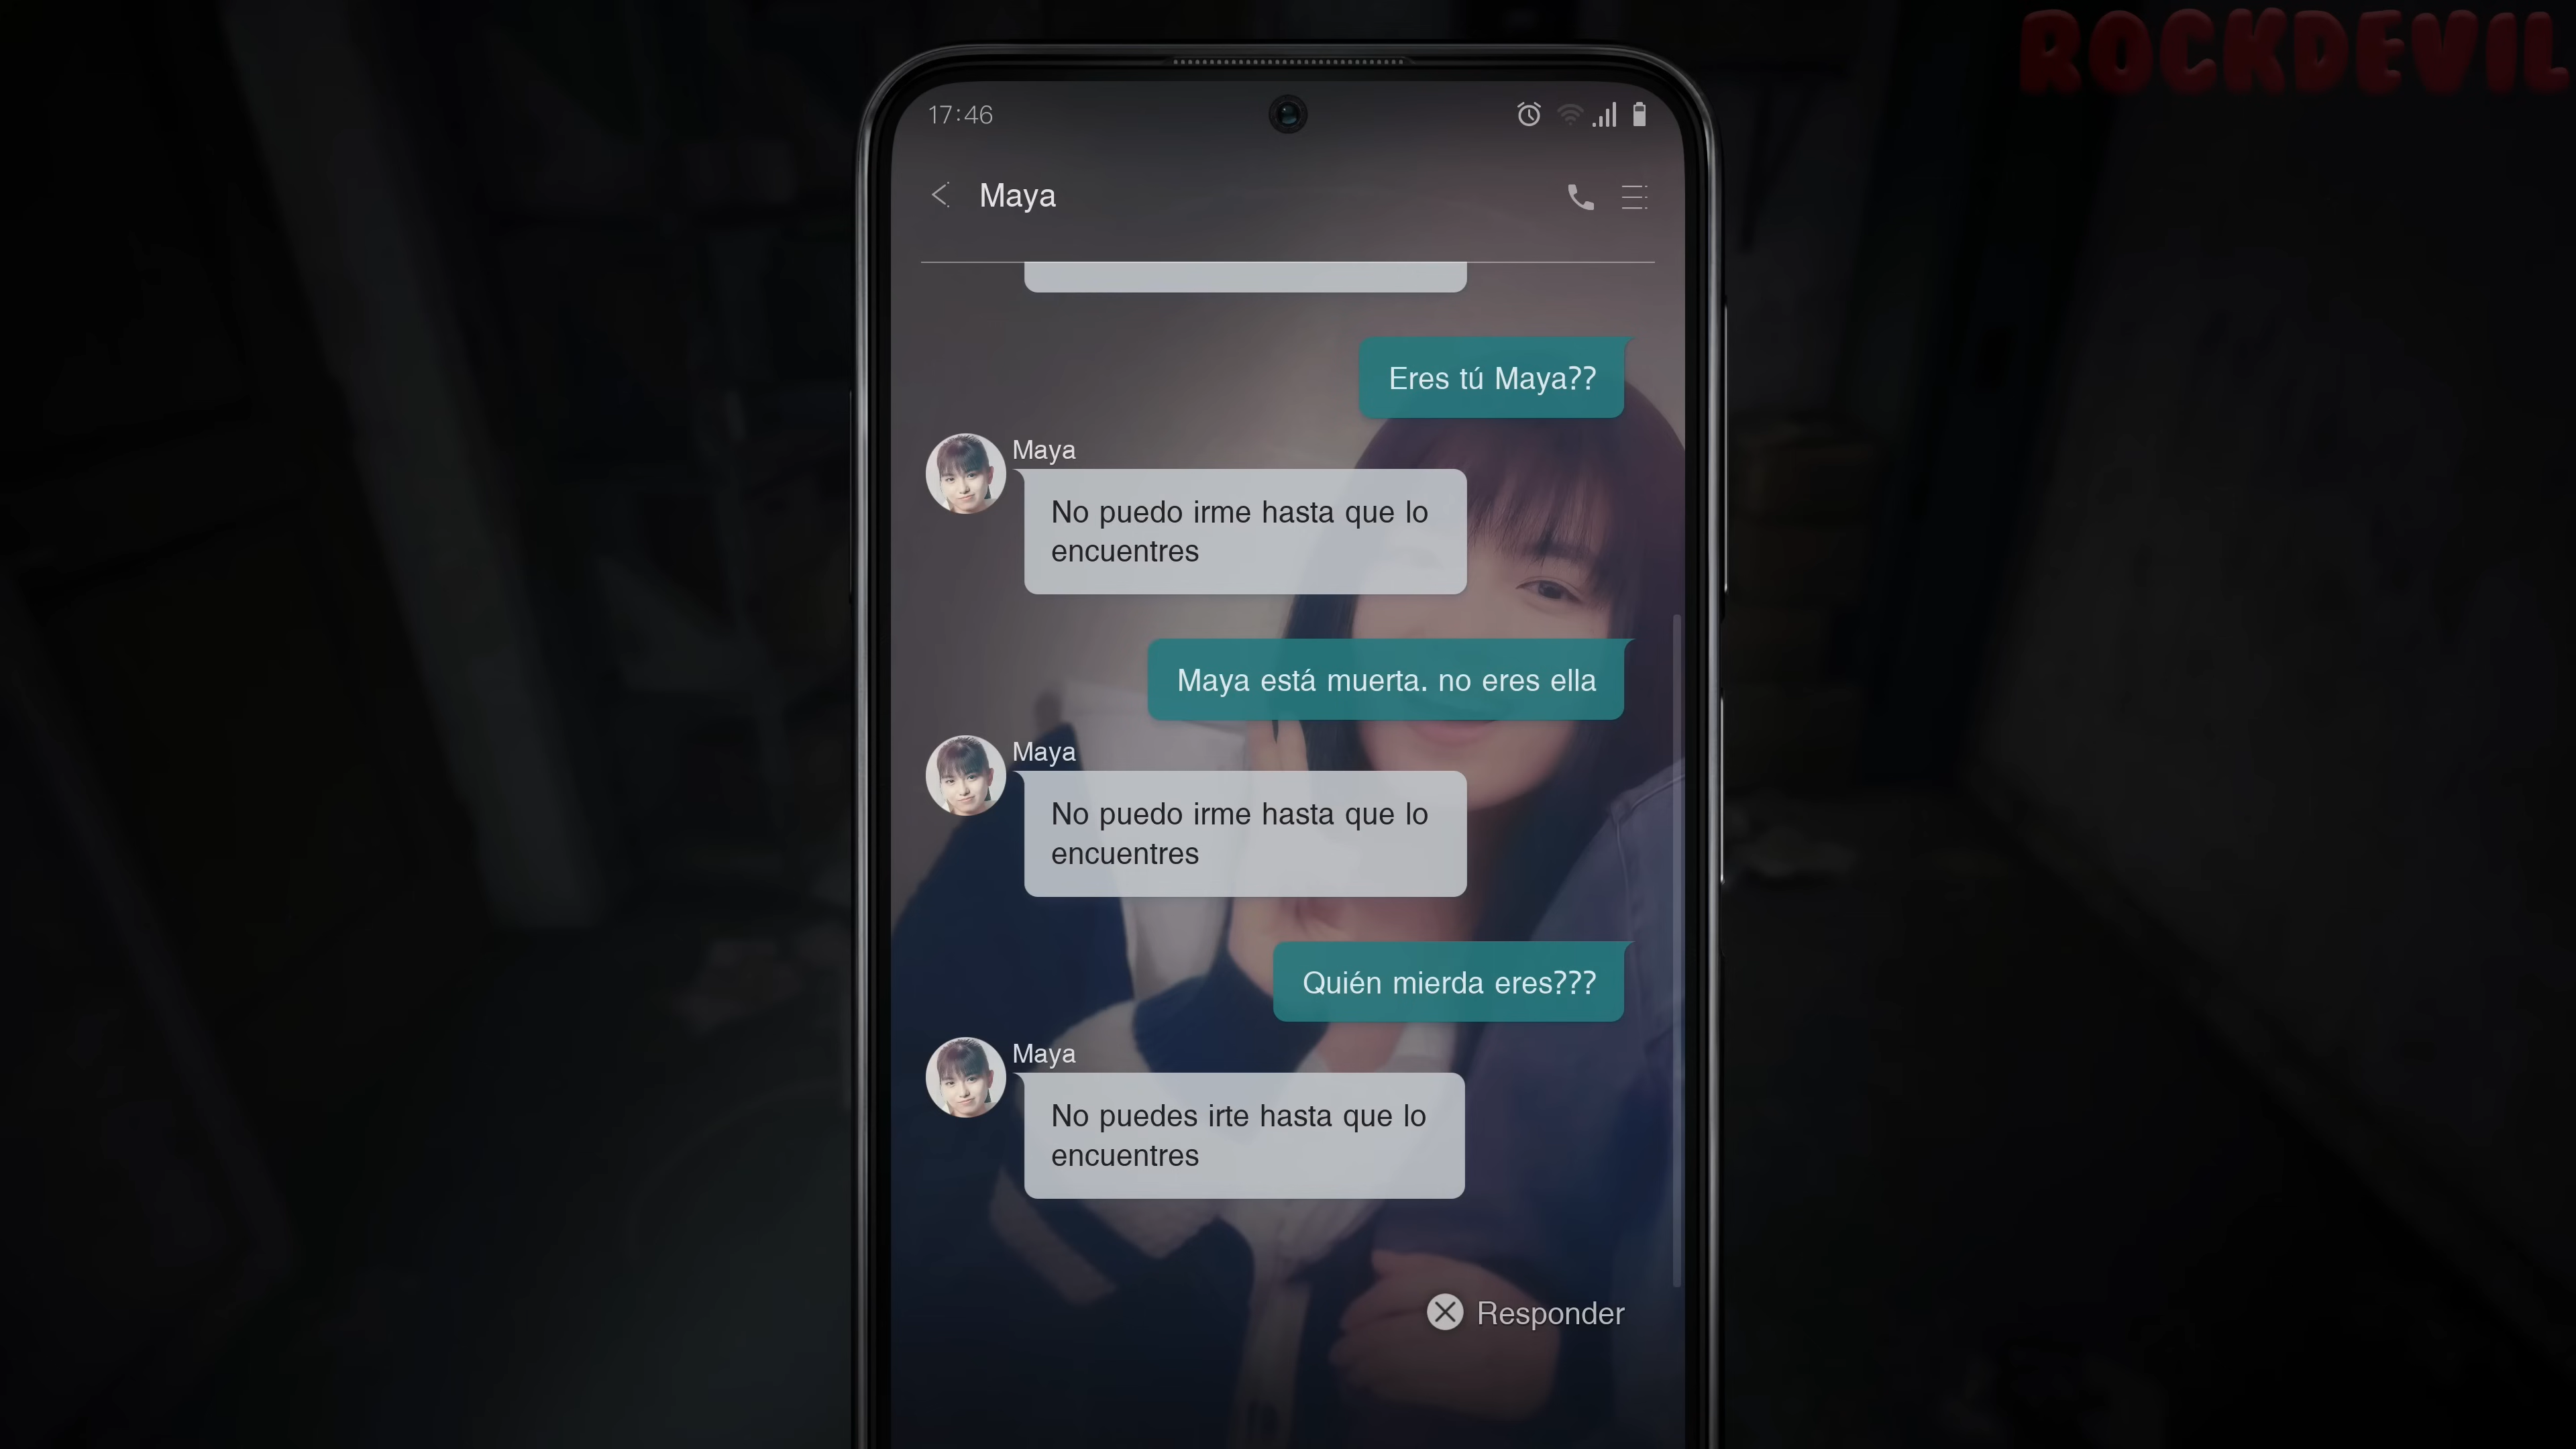 ROCKDEVIL
17:46
Maya
Eres tú Maya??
Maya
No puedo irme hasta que lo
encuentres
Maya está muerta. no eres ella
Maya
No puedo irme hasta que lo
encuentres
Quién mierda eres???
Maya
No puedes irte hasta que lo
encuentres
Responder